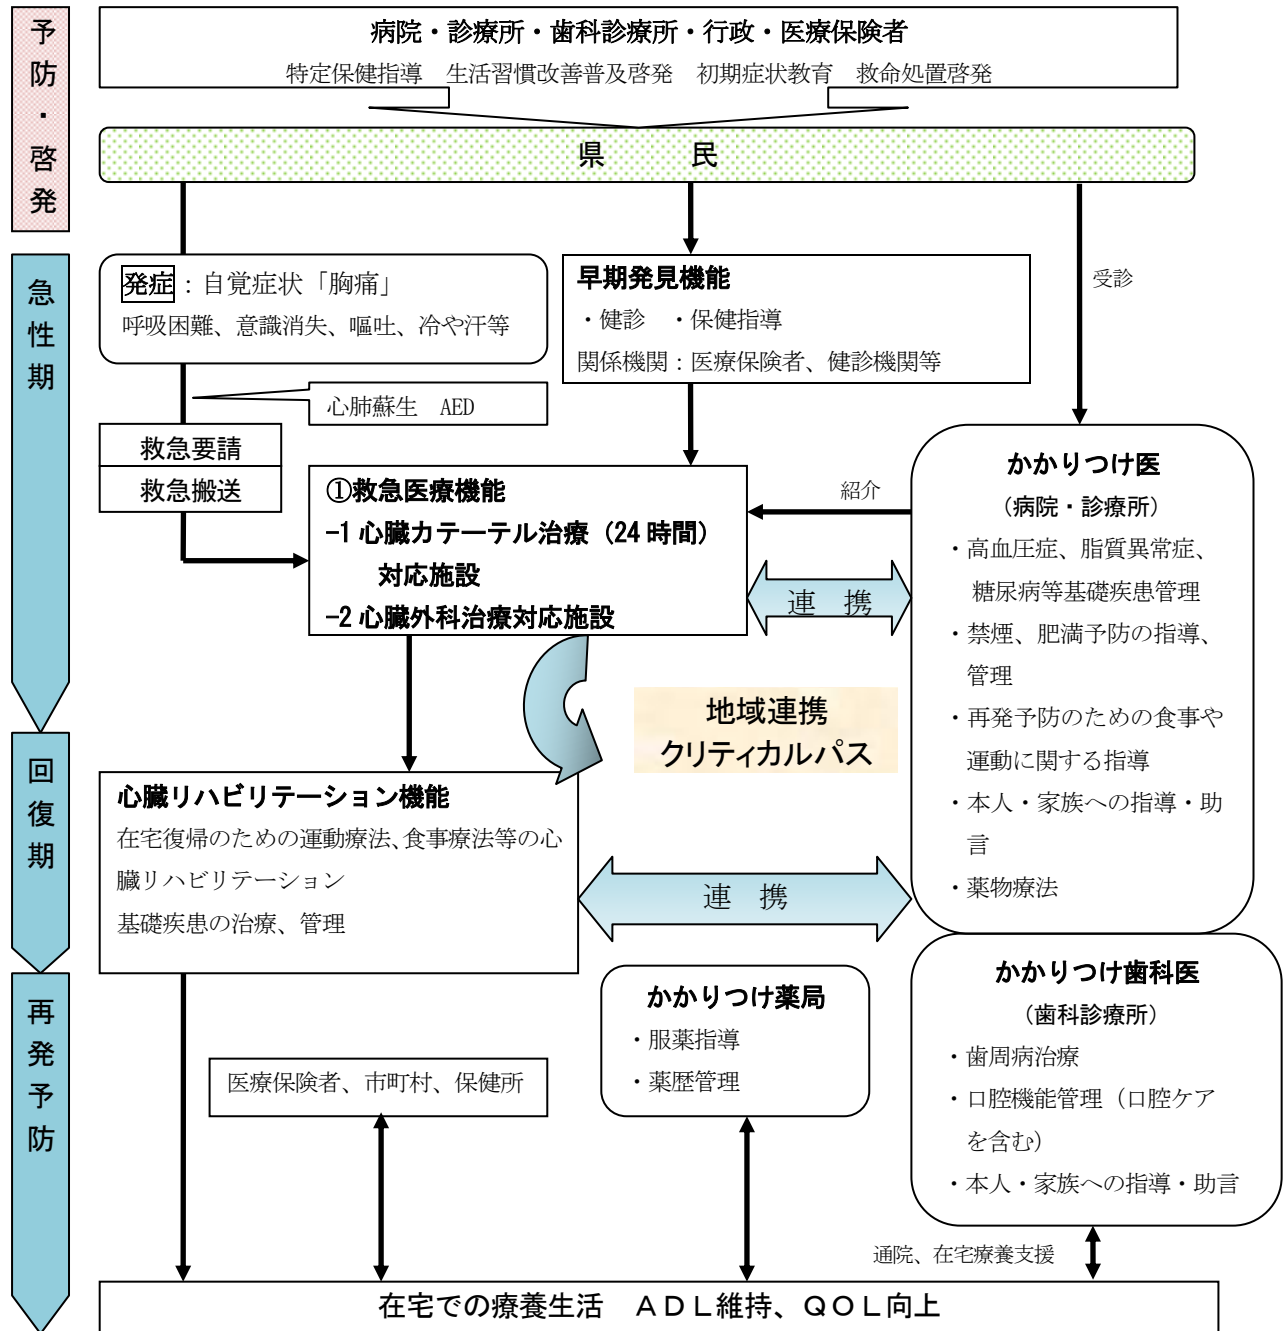 予防・啓発
病院・診療所・歯科診療所・行政・医療保険者
特定保健指導　生活習慣改善普及啓発　初期症状教育　救命処置啓発
県　　民
急性期
発症：自覚症状「胸痛」
呼吸困難、意識消失、嘔吐、冷や汗等
早期発見機能
・健診　・保健指導
関係機関：医療保険者、健診機関等
受診
心肺蘇生　AED
救急要請
救急搬送
①救急医療機能
-1 心臓カテーテル治療（24 時間）
対応施設
-2 心臓外科治療対応施設
紹介
連　携
かかりつけ医
（病院・診療所）
・高血圧症、脂質異常症、
糖尿病等基礎疾患管理
・禁煙、肥満予防の指導、
管理
・再発予防のための食事や
運動に関する指導
・本人・家族への指導・助
言
・薬物療法
地域連携
クリティカルパス
回復期
心臓リハビリテーション機能
在宅復帰のための運動療法、食事療法等の心
臓リハビリテーション
基礎疾患の治療、管理
連　携
再発予防
かかりつけ薬局
・服薬指導
・薬歴管理
かかりつけ歯科医
（歯科診療所）
・歯周病治療
・口腔機能管理（口腔ケア
を含む）
・本人・家族への指導・助言
医療保険者、市町村、保健所
通院、在宅療養支援
在宅での療養生活　ＡＤＬ維持、ＱＯＬ向上